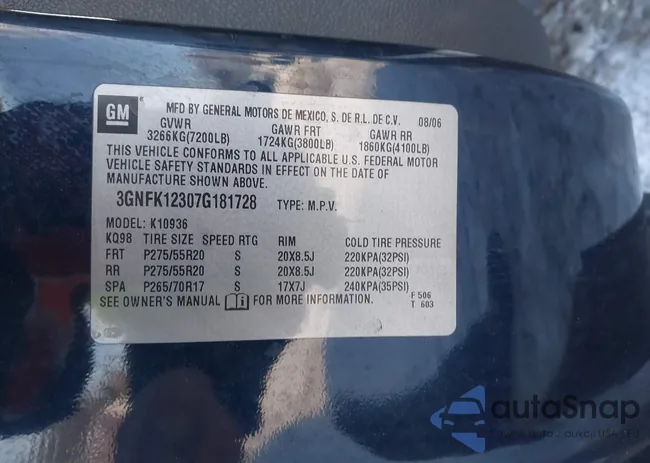 GM
MFD BY GENERAL MOTORS DE MEXICO, S. DE R.L. DE C.V. 08/06
GVWR GAWR FRT GAWR RR
3266KG(7200LB) 1724KG(3800LB) 1860KG(4100LB)
THIS VEHICLE CONFORMS TO ALL APPLICABLE U.S. FEDERAL MOTOR
VEHICLE SAFETY STANDARDS IN EFFECT ON THE DATE OF
MANUFACTURE SHOWN ABOVE.
3GNFK12307G181728 TYPE: M.P.V.
MODEL: K10936
KQ98 TIRE SIZE SPEED RTG RIM COLD TIRE PRESSURE
FRT P275/55R20 S 20X8.5J 220KPA(32PSI)
RR P275/55R20 S 20X8.5J 220KPA(32PSI)
SPA P265/70R17 S 17X7J 240KPA(35PSI)
SEE OWNER'S MANUAL i FOR MORE INFORMATION.
F 506
T 603
autaSnap